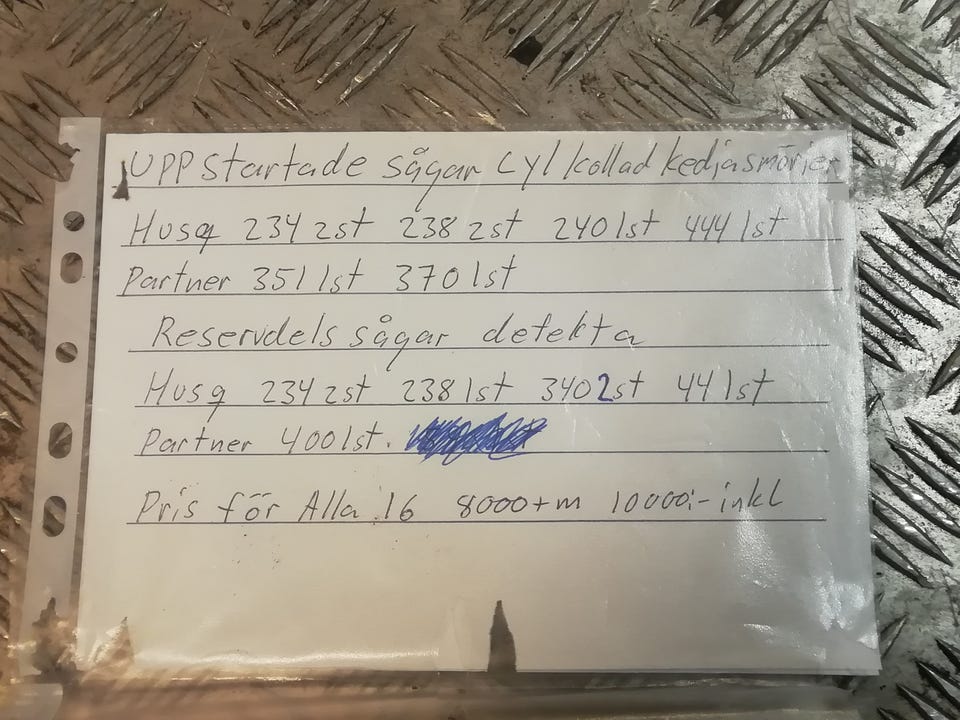 UPPstartade sågar cyl kollad kedjasmörjer
Husq 234 2st 238 2st 240 1st 444 1st
Partner 351 1st 370 1st
Reservdels sågar defekta
Husq 234 2st 238 1st 340 2st 44 1st
Partner 400 1st.
Pris för Alla 16 8000+m 10000:- inkl